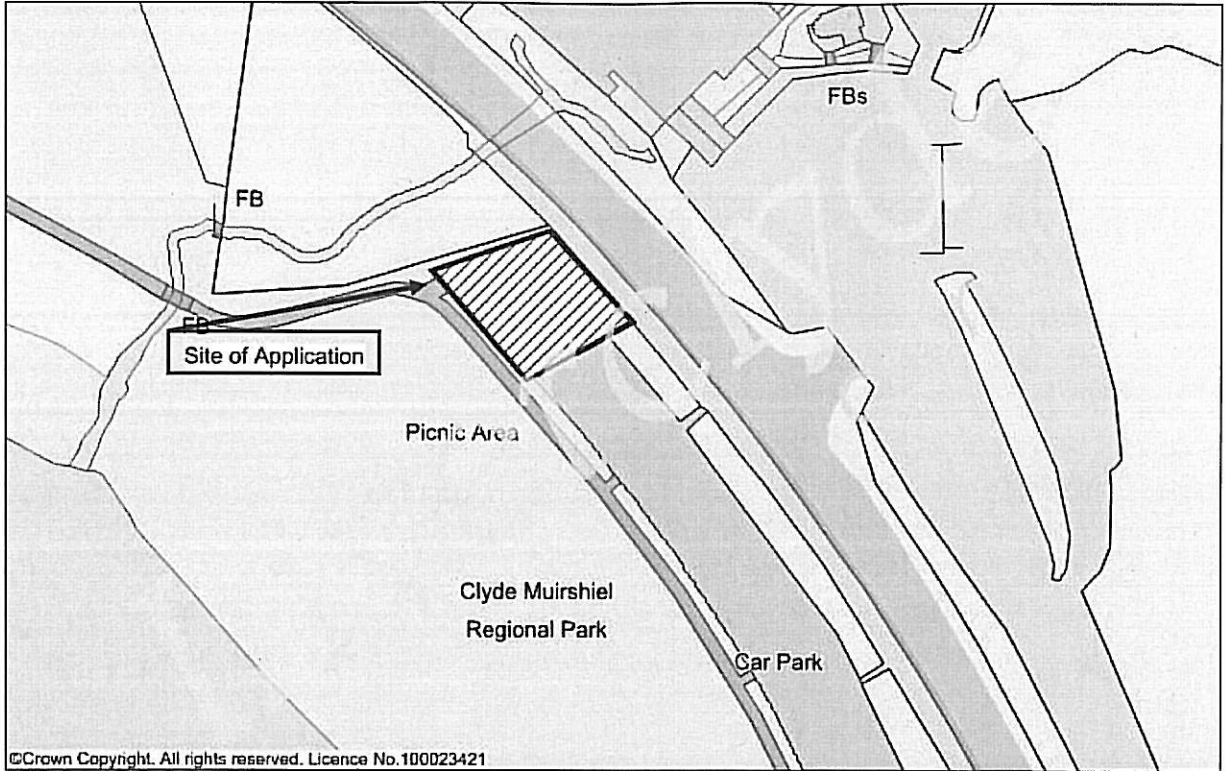 FBs
FB
FB
Site of Application
Picnic Area
Clyde Muirshiel
Regional Park
Car Park
©Crown Copyright. All rights reserved. Licence No.100023421